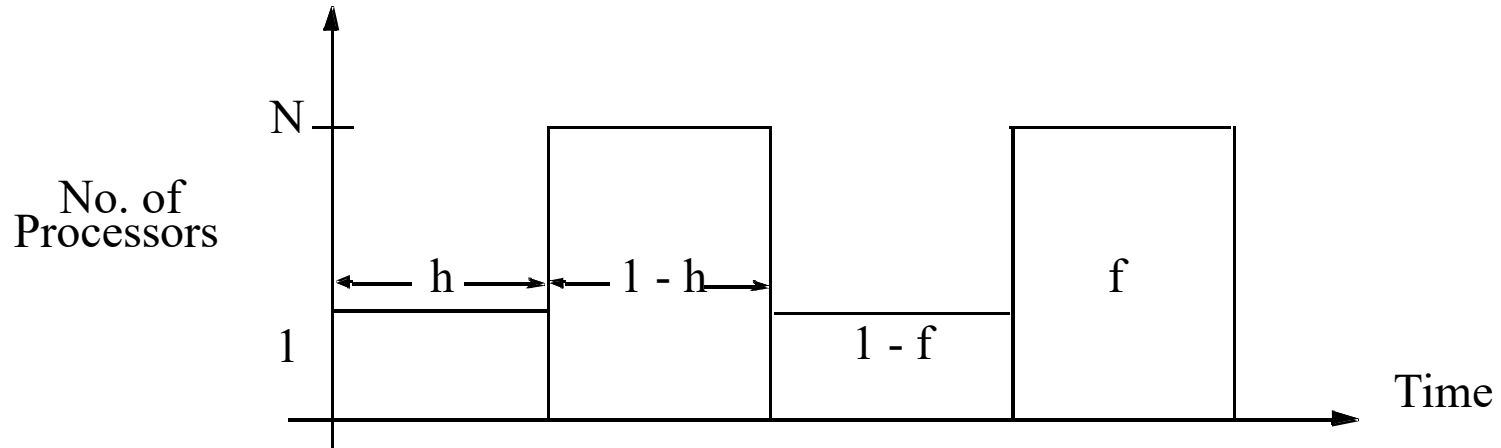 N
No. of
Processors
h
1 - h
f
1
1 - f
Time